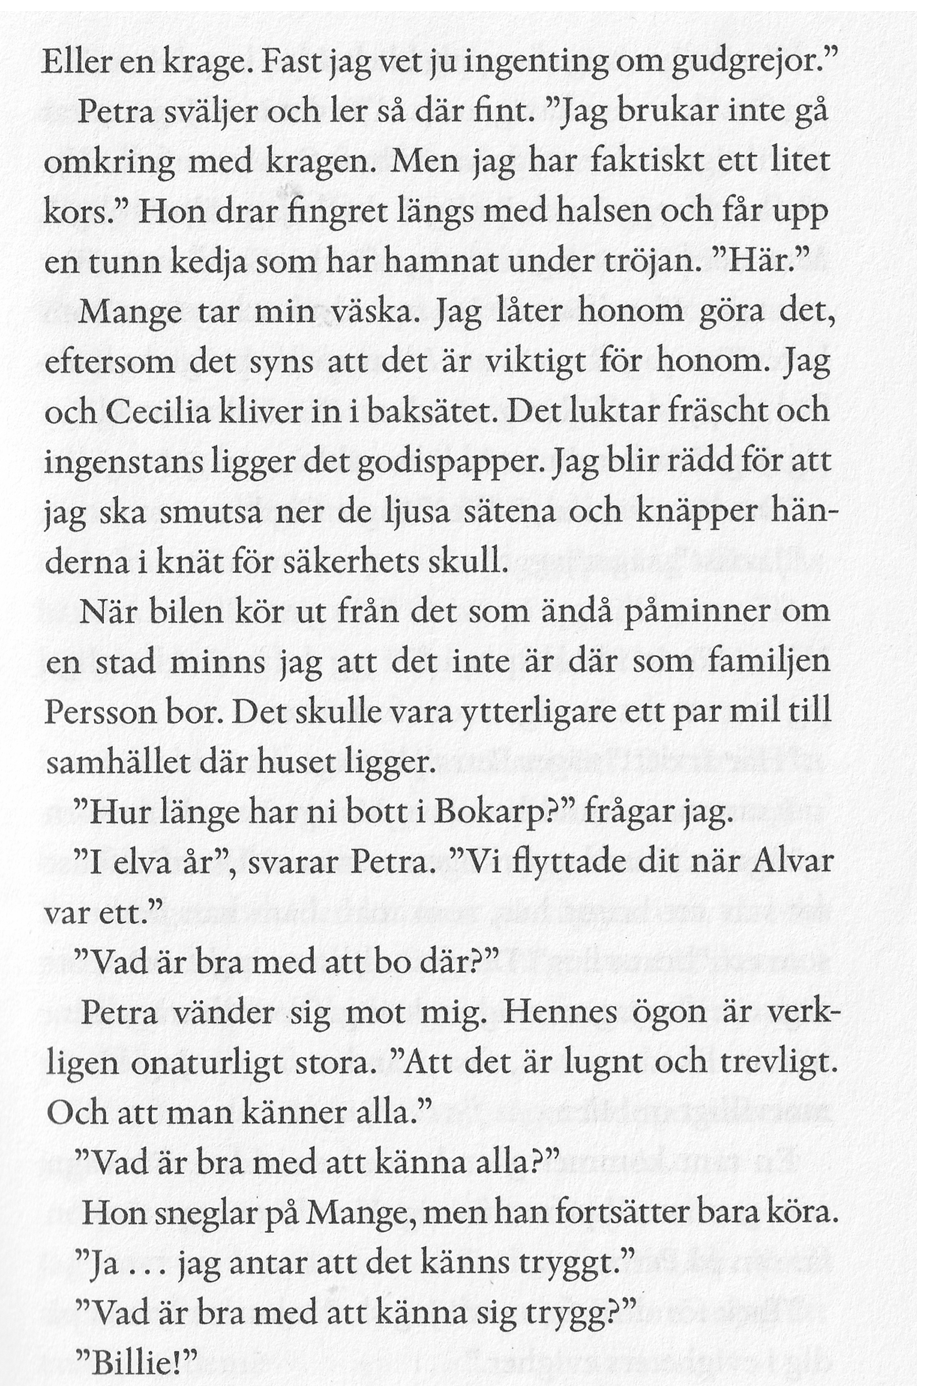 Eller en krage. Fast jag vet ju ingenting om gudgrejor.”
Petra sväljer och ler så där fint. ”Jag brukar inte gå
omkring med kragen. Men jag har faktiskt ett litet
kors.” Hon drar fingret längs med halsen och får upp
en tunn kedja som har hamnat under tröjan. ”Här.”
Mange tar min väska. Jag låter honom göra det,
eftersom det syns att det är viktigt för honom. Jag
och Cecilia kliver in i baksätet. Det luktar fräscht och
ingenstans ligger det godispapper. Jag blir rädd för att
jag ska smutsa ner de ljusa sätena och knäpper hän-
derna i knät för säkerhets skull.
När bilen kör ut från det som ändå påminner om
en stad minns jag att det inte är där som familjen
Persson bor. Det skulle vara ytterligare ett par mil till
samhället där huset ligger.
”Hur länge har ni bott i Bokarp?” frågar jag.
”I elva år”, svarar Petra. ”Vi flyttade dit när Alvar
var ett.”
”Vad är bra med att bo där?”
Petra vänder sig mot mig. Hennes ögon är verk-
ligen onaturligt stora. ”Att det är lugnt och trevligt.
Och att man känner alla.”
”Vad är bra med att känna alla?”
Hon sneglar på Mange, men han fortsätter bara köra.
”Ja . . . jag antar att det känns tryggt.”
”Vad är bra med att känna sig trygg?”
”Billie!”